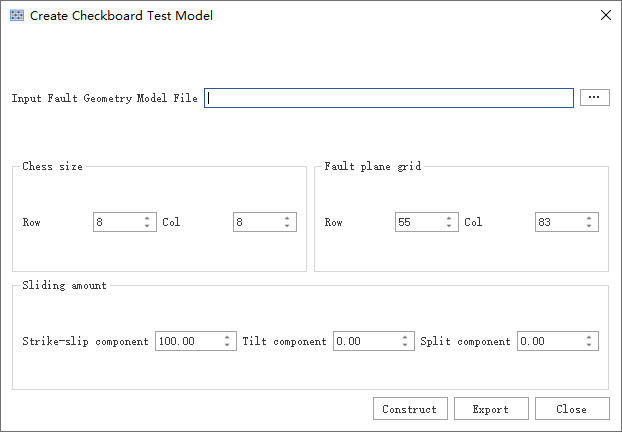 Create Checkboard Test Model
Input Fault Geometry Model File ...
Chess size Fault plane grid
Row 8 Col 8 Row 55 Col 83
Sliding amount
Strike-slip component 100.00 Tilt component 0.00 Split component 0.00
Construct Export Close